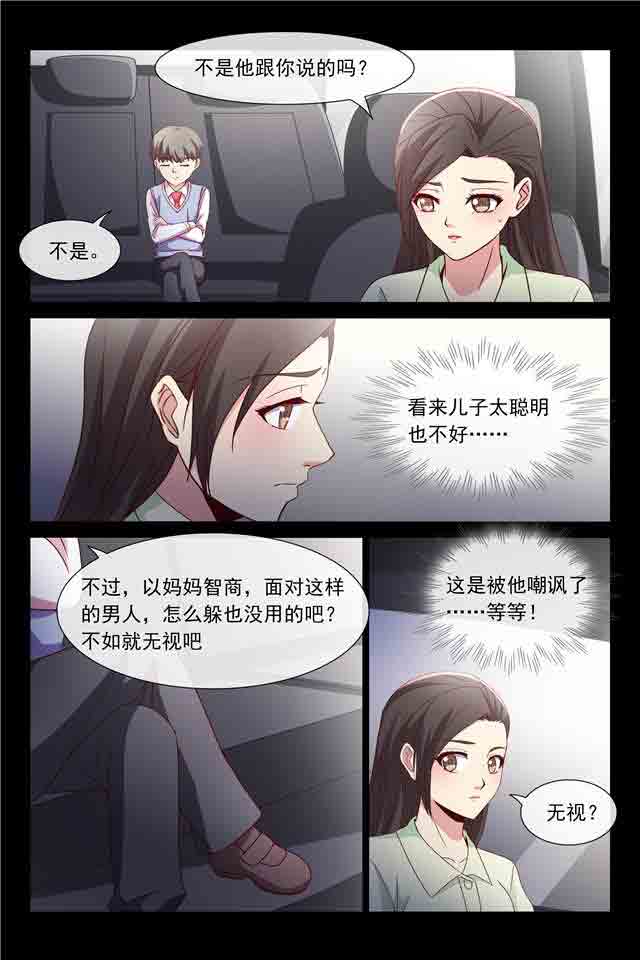 不是他跟你说的吗？
不是。
看来儿子太聪明
也不好……
不过，以妈妈智商，面对这样
的男人，怎么躲也没用的吧？
不如就无视吧
这是被他嘲讽了
……等等！
无视？